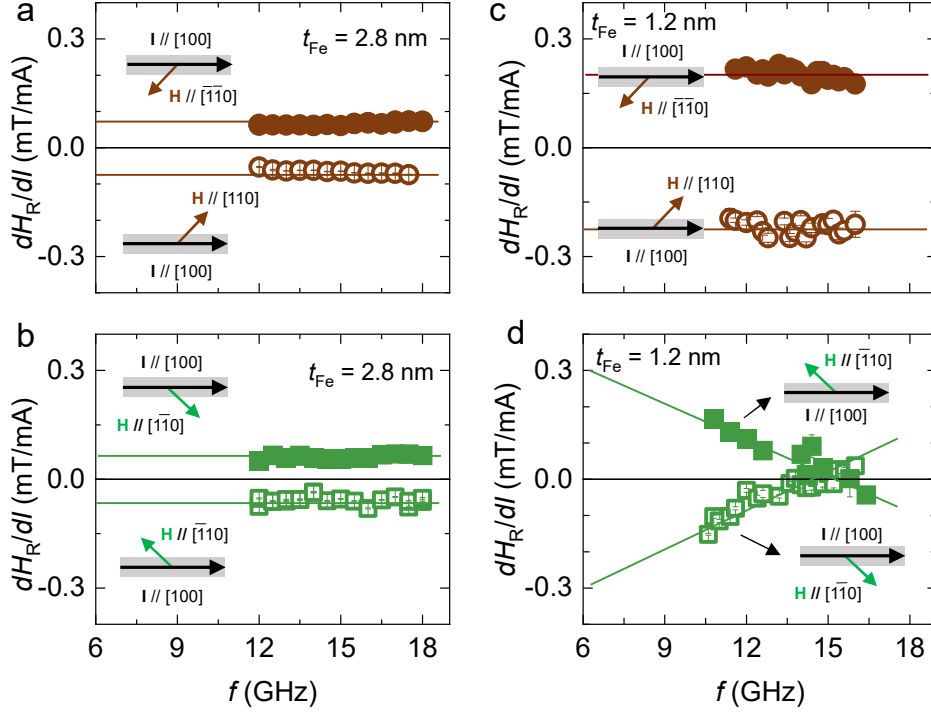 a
t_Fe = 2.8 nm
I // [100]
H // [1̅1̅0]
H // [110]
I // [100]
dH_R/dI (mT/mA)
0.3
0.0
-0.3
c
t_Fe = 1.2 nm
I // [100]
H // [1̅1̅0]
H // [110]
I // [100]
dH_R/dI (mT/mA)
0.3
0.0
-0.3
b
t_Fe = 2.8 nm
I // [100]
H // [11̅0]
H // [1̅10]
I // [100]
dH_R/dI (mT/mA)
0.3
0.0
-0.3
6 9 12 15 18
f (GHz)
d
t_Fe = 1.2 nm
H // [1̅10]
I // [100]
I // [100]
H // [11̅0]
dH_R/dI (mT/mA)
0.3
0.0
-0.3
6 9 12 15 18
f (GHz)